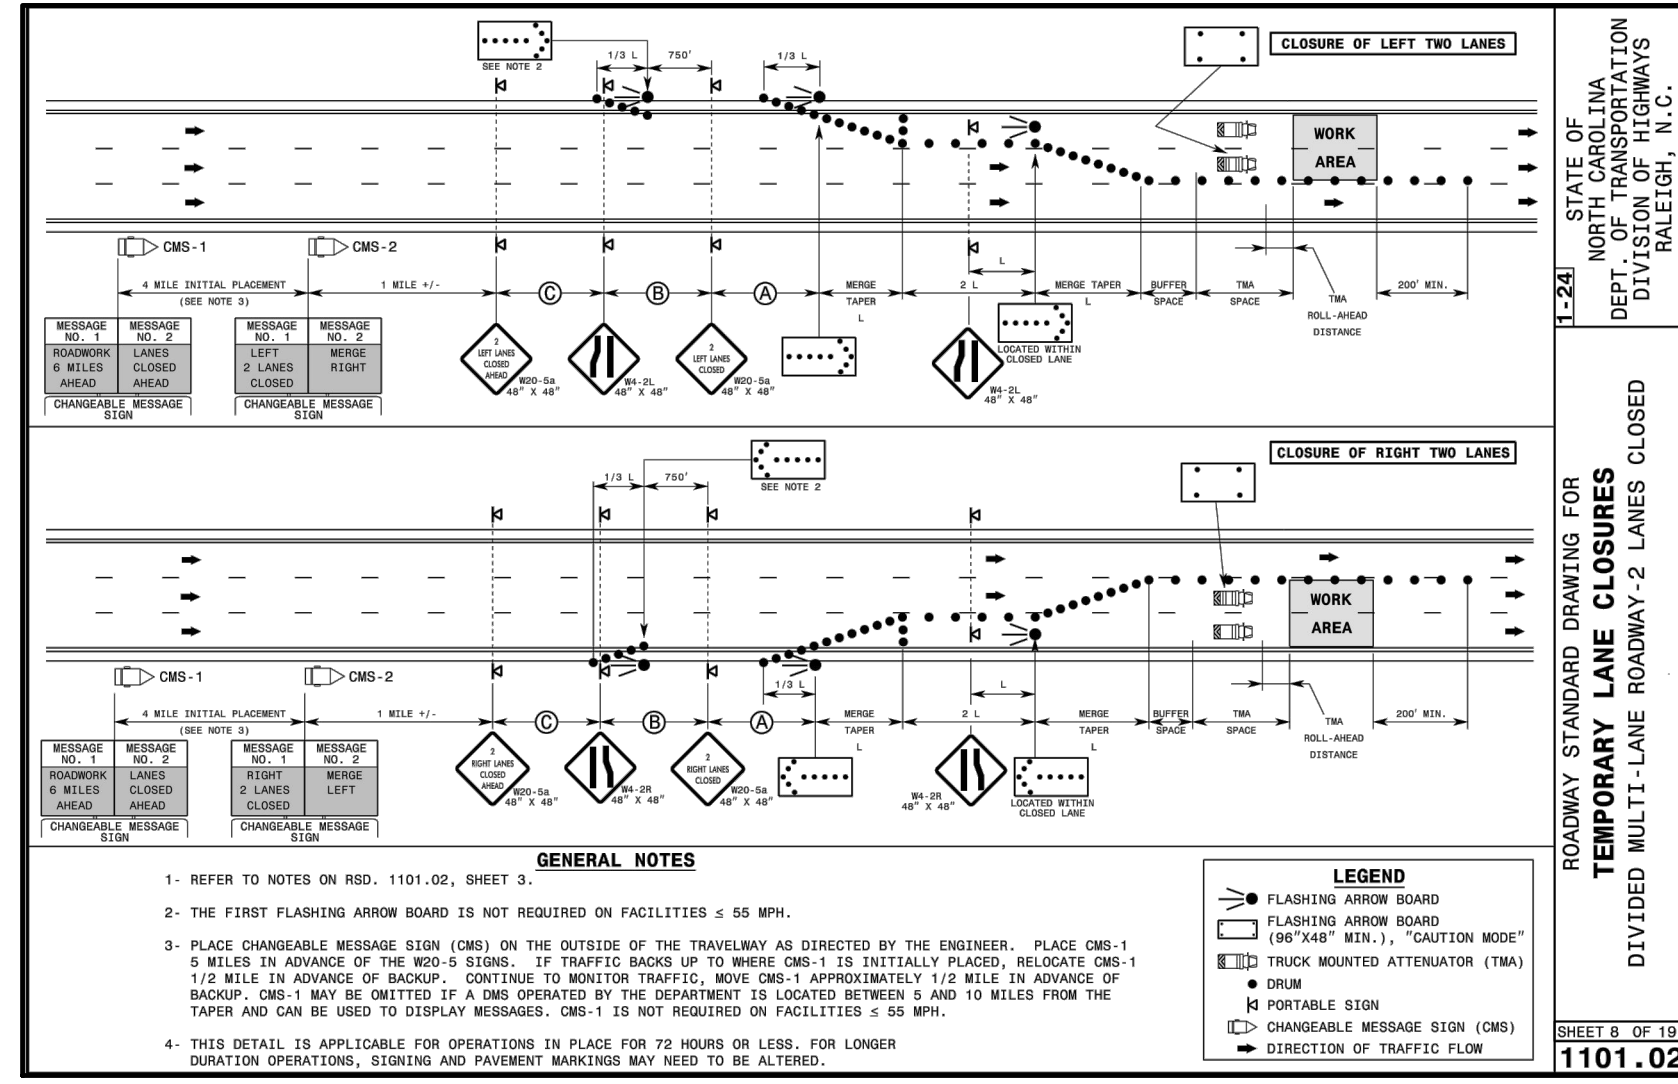 CLOSURE OF LEFT TWO LANES
SEE NOTE 2
1/3 L
750'
1/3 L
WORK
AREA
CMS-1
CMS-2
L
4 MILE INITIAL PLACEMENT
(SEE NOTE 3)
1 MILE +/-
C
B
A
MERGE
TAPER
L
2 L
MERGE TAPER
L
BUFFER
SPACE
TMA
SPACE
TMA
ROLL-AHEAD
DISTANCE
200' MIN.
MESSAGE
NO. 1
MESSAGE
NO. 2
ROADWORK
6 MILES
AHEAD
LANES
CLOSED
AHEAD
CHANGEABLE MESSAGE
SIGN
MESSAGE
NO. 1
MESSAGE
NO. 2
LEFT
2 LANES
CLOSED
MERGE
RIGHT
CHANGEABLE MESSAGE
SIGN
2
LEFT LANES
CLOSED
AHEAD
W20-5a
48" X 48"
W4-2L
48" X 48"
2
LEFT LANES
CLOSED
W20-5a
48" X 48"
W4-2L
48" X 48"
LOCATED WITHIN
CLOSED LANE
CLOSURE OF RIGHT TWO LANES
SEE NOTE 2
1/3 L
750'
WORK
AREA
CMS-1
CMS-2
1/3 L
L
4 MILE INITIAL PLACEMENT
(SEE NOTE 3)
1 MILE +/-
C
B
A
MERGE
TAPER
L
2 L
MERGE
TAPER
L
BUFFER
SPACE
TMA
SPACE
TMA
ROLL-AHEAD
DISTANCE
200' MIN.
MESSAGE
NO. 1
MESSAGE
NO. 2
ROADWORK
6 MILES
AHEAD
LANES
CLOSED
AHEAD
CHANGEABLE MESSAGE
SIGN
MESSAGE
NO. 1
MESSAGE
NO. 2
RIGHT
2 LANES
CLOSED
MERGE
LEFT
CHANGEABLE MESSAGE
SIGN
2
RIGHT LANES
CLOSED
AHEAD
W20-5a
48" X 48"
W4-2R
48" X 48"
2
RIGHT LANES
CLOSED
W20-5a
48" X 48"
W4-2R
48" X 48"
LOCATED WITHIN
CLOSED LANE
GENERAL NOTES
1- REFER TO NOTES ON RSD. 1101.02, SHEET 3.
2- THE FIRST FLASHING ARROW BOARD IS NOT REQUIRED ON FACILITIES ≤ 55 MPH.
3- PLACE CHANGEABLE MESSAGE SIGN (CMS) ON THE OUTSIDE OF THE TRAVELWAY AS DIRECTED BY THE ENGINEER. PLACE CMS-1
5 MILES IN ADVANCE OF THE W20-5 SIGNS. IF TRAFFIC BACKS UP TO WHERE CMS-1 IS INITIALLY PLACED, RELOCATE CMS-1
1/2 MILE IN ADVANCE OF BACKUP. CONTINUE TO MONITOR TRAFFIC, MOVE CMS-1 APPROXIMATELY 1/2 MILE IN ADVANCE OF
BACKUP. CMS-1 MAY BE OMITTED IF A DMS OPERATED BY THE DEPARTMENT IS LOCATED BETWEEN 5 AND 10 MILES FROM THE
TAPER AND CAN BE USED TO DISPLAY MESSAGES. CMS-1 IS NOT REQUIRED ON FACILITIES ≤ 55 MPH.
4- THIS DETAIL IS APPLICABLE FOR OPERATIONS IN PLACE FOR 72 HOURS OR LESS. FOR LONGER
DURATION OPERATIONS, SIGNING AND PAVEMENT MARKINGS MAY NEED TO BE ALTERED.
LEGEND
FLASHING ARROW BOARD
FLASHING ARROW BOARD
(96"X48" MIN.), "CAUTION MODE"
TRUCK MOUNTED ATTENUATOR (TMA)
DRUM
PORTABLE SIGN
CHANGEABLE MESSAGE SIGN (CMS)
DIRECTION OF TRAFFIC FLOW
1-24
STATE OF
NORTH CAROLINA
DEPT. OF TRANSPORTATION
DIVISION OF HIGHWAYS
RALEIGH, N.C.
ROADWAY STANDARD DRAWING FOR
TEMPORARY LANE CLOSURES
DIVIDED MULTI-LANE ROADWAY-2 LANES CLOSED
SHEET 8 OF 19
1101.02